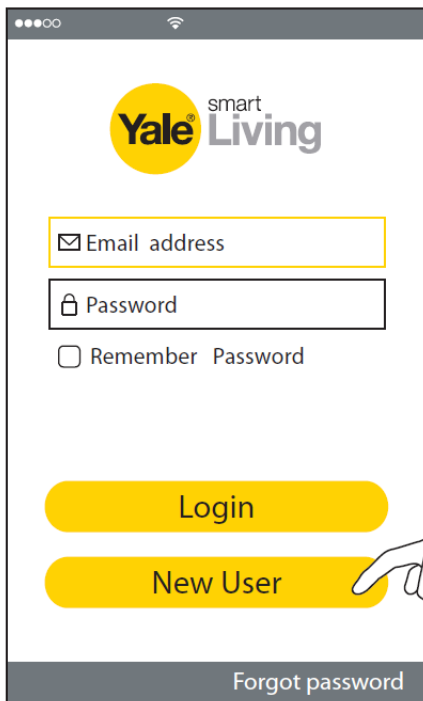 smart
Yale® Living
Email address
Password
Remember Password
Login
New User
Forgot password